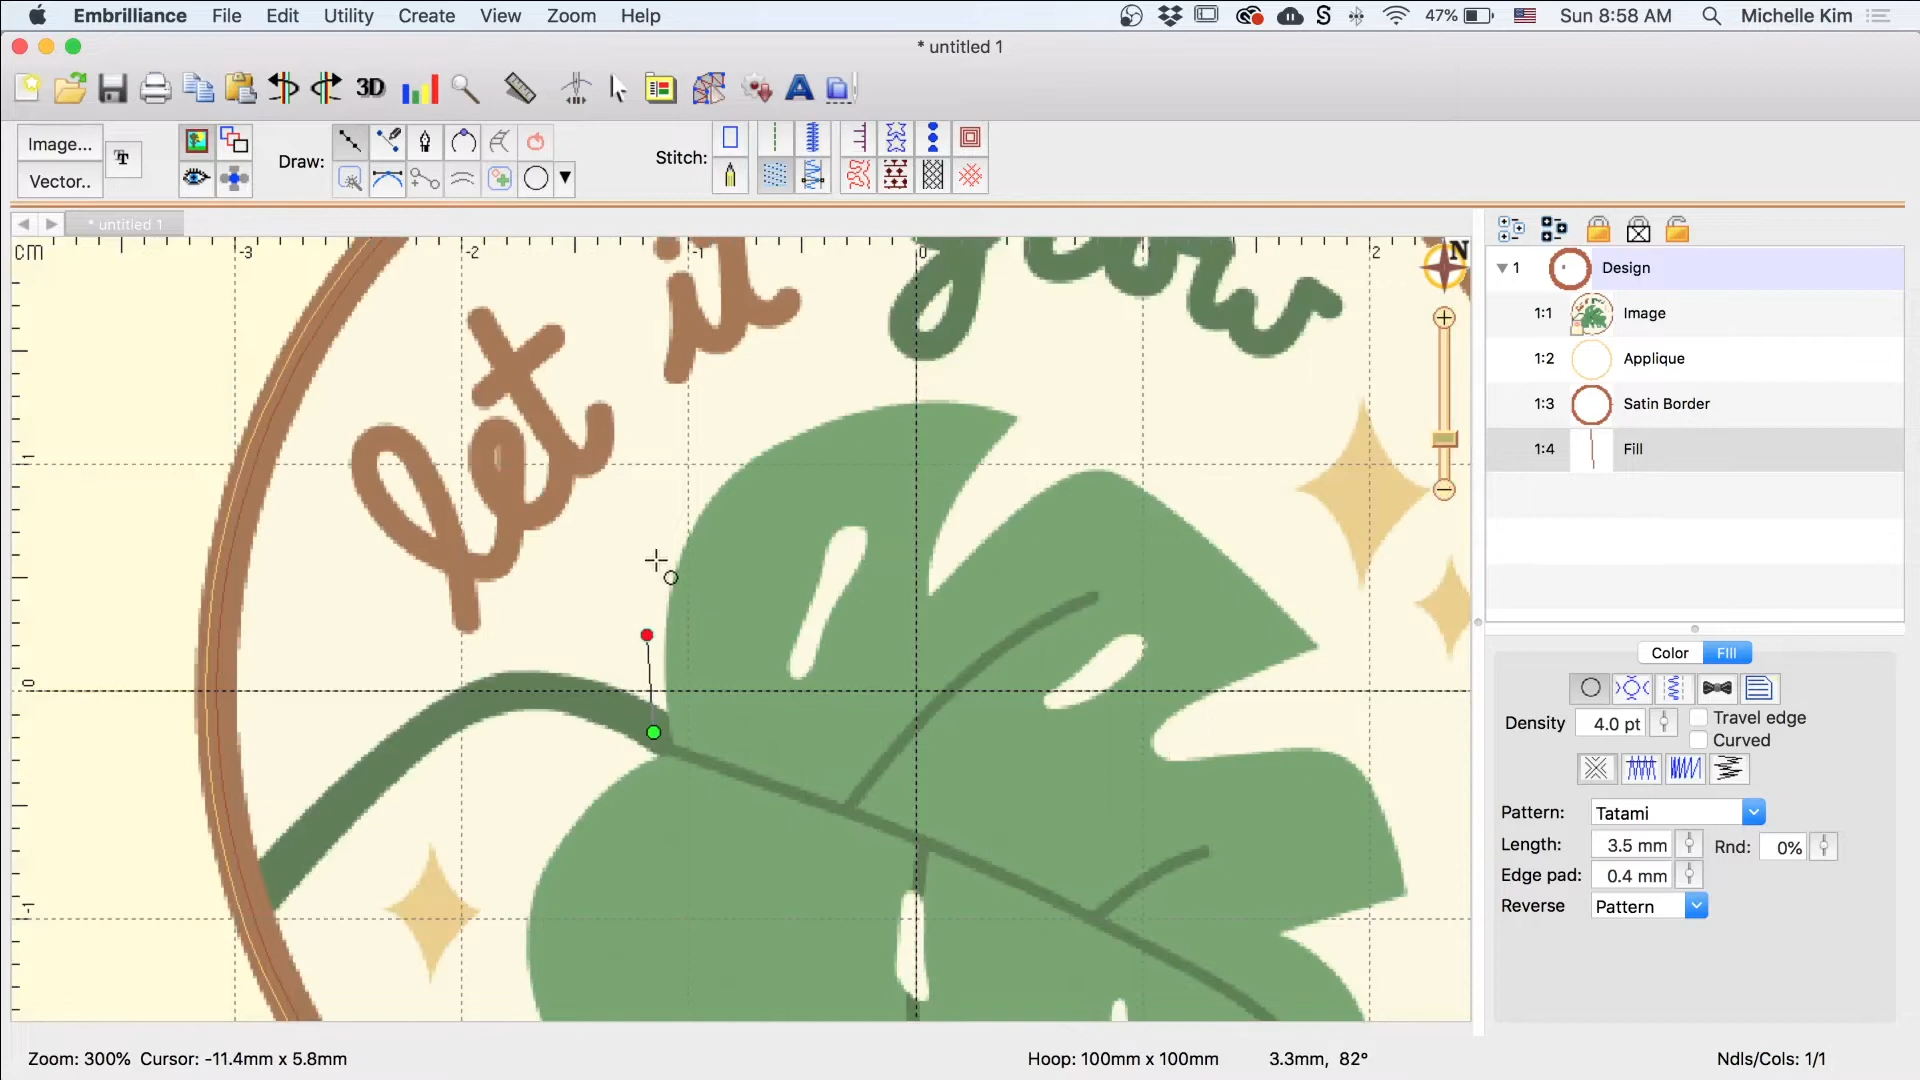 Embrilliance File Edit Utility Create View Zoom Help 47% Sun 8:58 AM Michelle Kim
* untitled 1
3D A
Image... T Draw: Stitch:
Vector..
* untitled 1
cm -3 -2 -1 0 2 N
1
0
-1
let it grow
1 Design
1:1 Image
1:2 Applique
1:3 Satin Border
1:4 Fill
Color Fill
Density 4.0 pt Travel edge
Curved
Pattern: Tatami
Length: 3.5 mm Rnd: 0%
Edge pad: 0.4 mm
Reverse Pattern
Zoom: 300% Cursor: -11.4mm x 5.8mm Hoop: 100mm x 100mm 3.3mm, 82° Ndls/Cols: 1/1